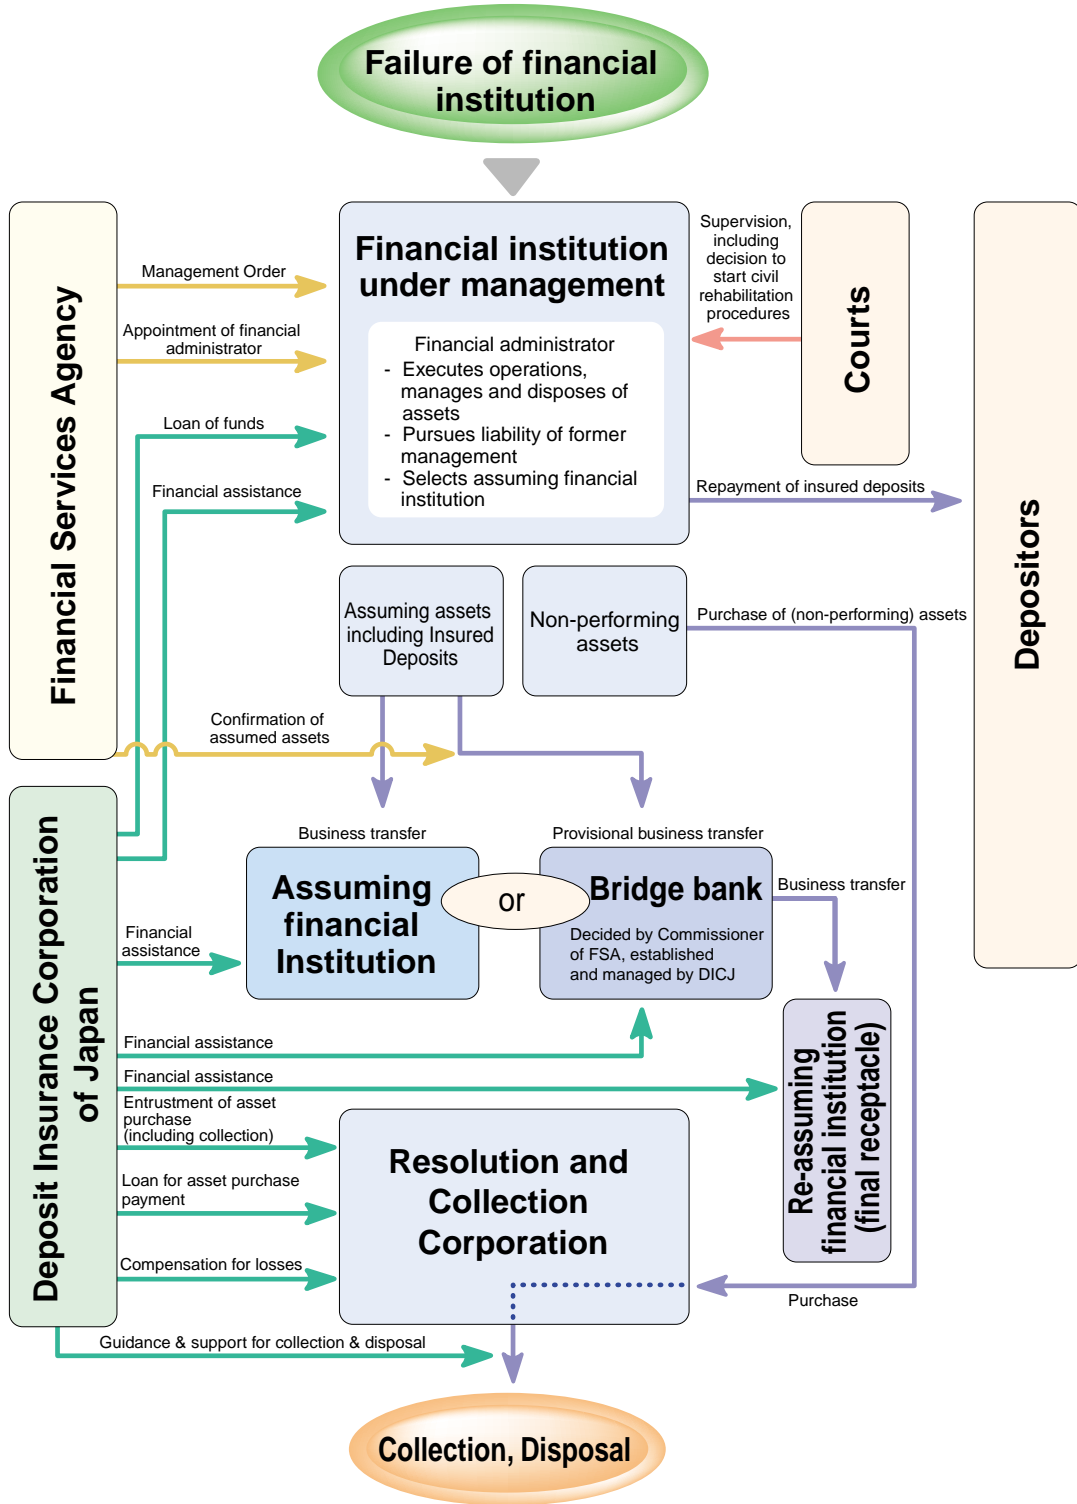 Failure of financial
institution
Financial Services Agency
Management Order
Appointment of financial
administrator
Loan of funds
Financial assistance
Financial institution
under management
Financial administrator
- Executes operations,
manages and disposes of
assets
- Pursues liability of former
management
- Selects assuming financial
institution
Supervision,
including
decision to
start civil
rehabilitation
procedures
Courts
Depositors
Repayment of insured deposits
Assuming assets
including Insured
Deposits
Non-performing
assets
Purchase of (non-performing) assets
Confirmation of
assumed assets
Deposit Insurance Corporation
of Japan
Business transfer
Provisional business transfer
Assuming
financial
Institution
or
Bridge bank
Decided by Commissioner
of FSA, established
and managed by DICJ
Business transfer
Financial
assistance
Financial assistance
Financial assistance
Re-assuming
financial institution
(final receptacle)
Entrustment of asset
purchase
(including collection)
Loan for asset purchase
payment
Compensation for losses
Resolution and
Collection
Corporation
Purchase
Guidance & support for collection & disposal
Collection, Disposal